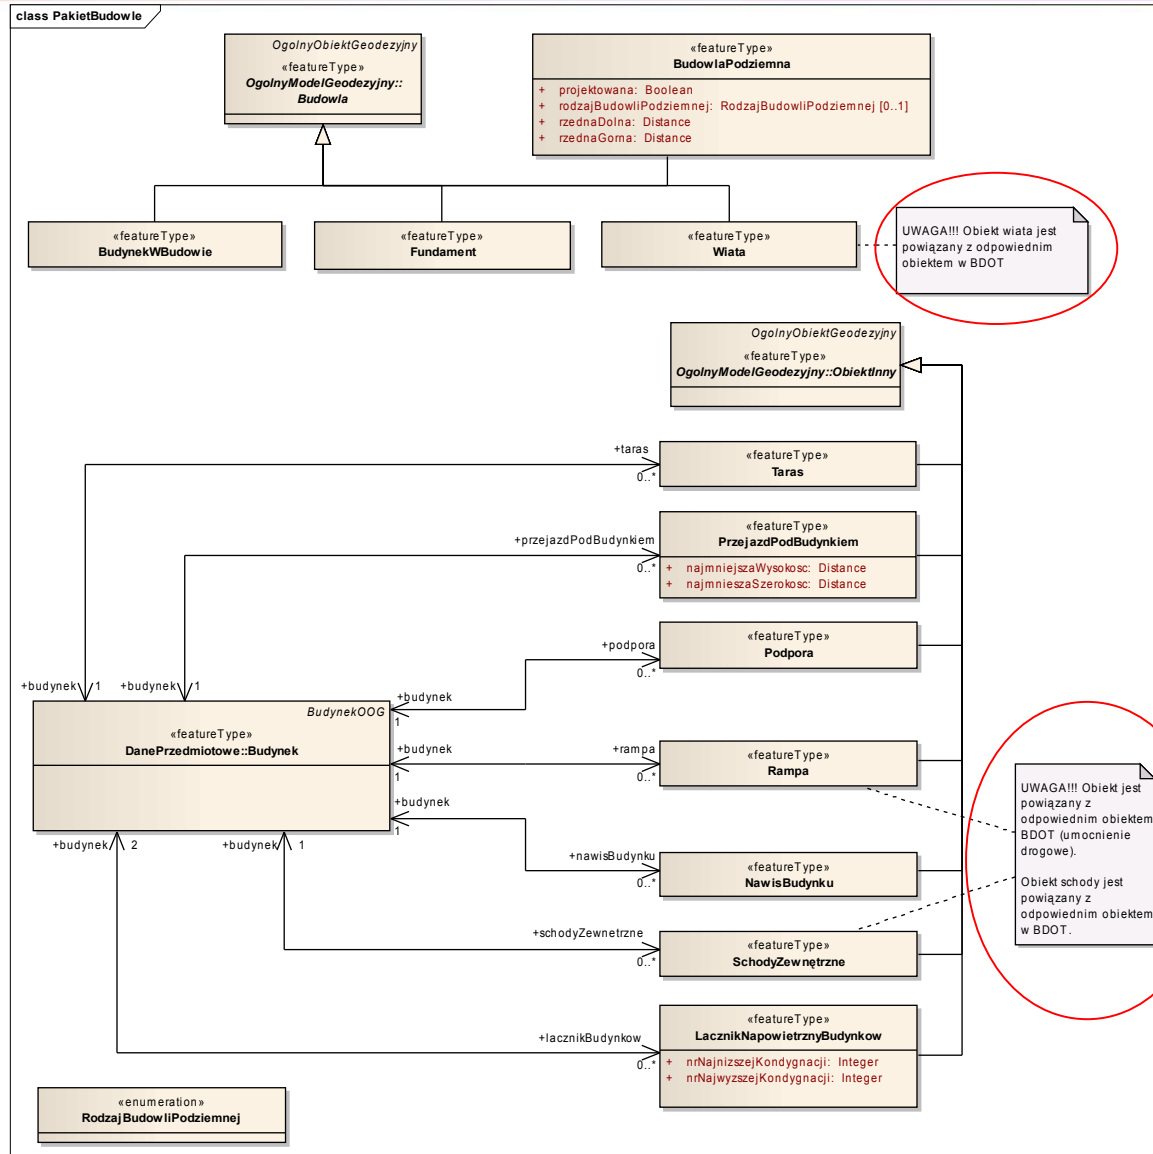 class PakietBudowle
OgolnyObiektGeodezyjny
«featureType»
OgolnyModelGeodezyjny::
Budowla
«featureType»
BudowlaPodziemna
+ projektowana: Boolean
+ rodzajBudowliPodziemnej: RodzajBudowliPodziemnej [0..1]
+ rzednaDolna: Distance
+ rzednaGorna: Distance
«featureType»
BudynekWBudowie
«featureType»
Fundament
«featureType»
Wiata
UWAGA!!! Obiekt wiata jest
powiązany z odpowiednim
obiektem w BDOT
OgolnyObiektGeodezyjny
«featureType»
OgolnyModelGeodezyjny::ObiektInny
+taras
0..*
«featureType»
Taras
+przejazdPodBudynkiem
0..*
«featureType»
PrzejazdPodBudynkiem
+ najmniejszaWysokosc: Distance
+ najmnieszaSzerokosc: Distance
+podpora
0..*
«featureType»
Podpora
+budynek 1
+budynek 1
+budynek
1
BudynekOOG
«featureType»
DanePrzedmiotowe::Budynek
+budynek
1
+rampa
0..*
«featureType»
Rampa
+budynek
1
UWAGA!!! Obiekt jest
powiązany z
odpowiednim obiektem
BDOT (umocnienie
drogowe).
Obiekt schody jest
powiązany z
odpowiednim obiektem
w BDOT.
+budynek 2
+budynek 1
+nawisBudynku
0..*
«featureType»
NawisBudynku
+schodyZewnetrzne
0..*
«featureType»
SchodyZewnętrzne
+lacznikBudynkow
0..*
«featureType»
LacznikNapowietrznyBudynkow
+ nrNajnizszejKondygnacji: Integer
+ nrNajwyzszejKondygnacji: Integer
«enumeration»
RodzajBudowliPodziemnej